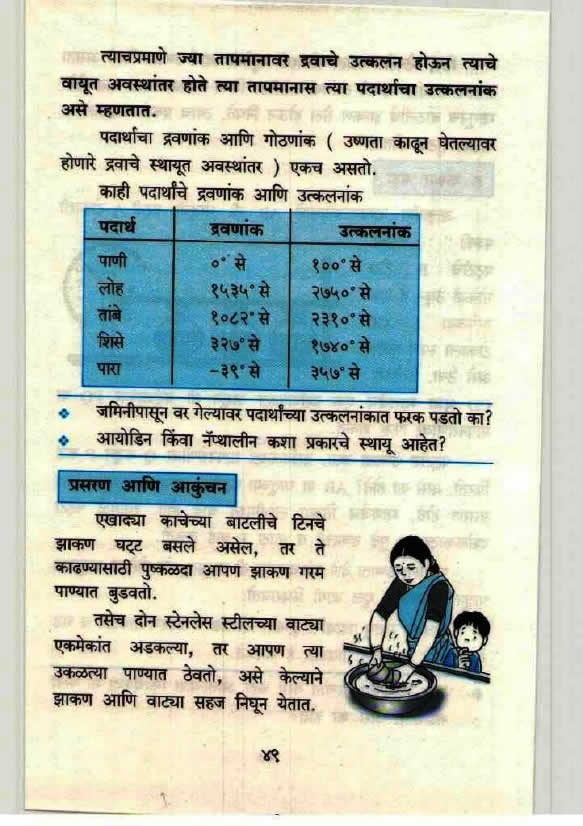 त्याचप्रमाणे ज्या तापमानावर द्रवाचे उत्कलन होऊन त्याचे
वायूत अवस्थांतर होते त्या तापमानास त्या पदार्थाचा उत्कलनांक
असे म्हणतात.
पदार्थाचा द्रवणांक आणि गोठणांक ( उष्णता काढून घेतल्यावर
होणारे द्रवाचे स्थायूत अवस्थांतर ) एकच असतो.
काही पदार्थांचे द्रवणांक आणि उत्कलनांक
पदार्थ द्रवणांक उत्कलनांक
पाणी ०° से १००° से
लोह १५३५° से २७५०° से
तांबे १०८२° से २३१०° से
शिसे ३२७° से १७४०° से
पारा -३९° से ३५७° से
❖ जमिनीपासून वर गेल्यावर पदार्थांच्या उत्कलनांकात फरक पडतो का?
❖ आयोडिन किंवा नॅप्थालीन कशा प्रकारचे स्थायू आहेत?
प्रसरण आणि आकुंचन
एखाद्या काचेच्या बाटलीचे टिनचे
झाकण घट्ट बसले असेल, तर ते
काढण्यासाठी पुष्कळदा आपण झाकण गरम
पाण्यात बुडवतो.
तसेच दोन स्टेनलेस स्टीलच्या वाट्या
एकमेकांत अडकल्या, तर आपण त्या
उकळत्या पाण्यात ठेवतो, असे केल्याने
झाकण आणि वाट्या सहज निघून येतात.
४९